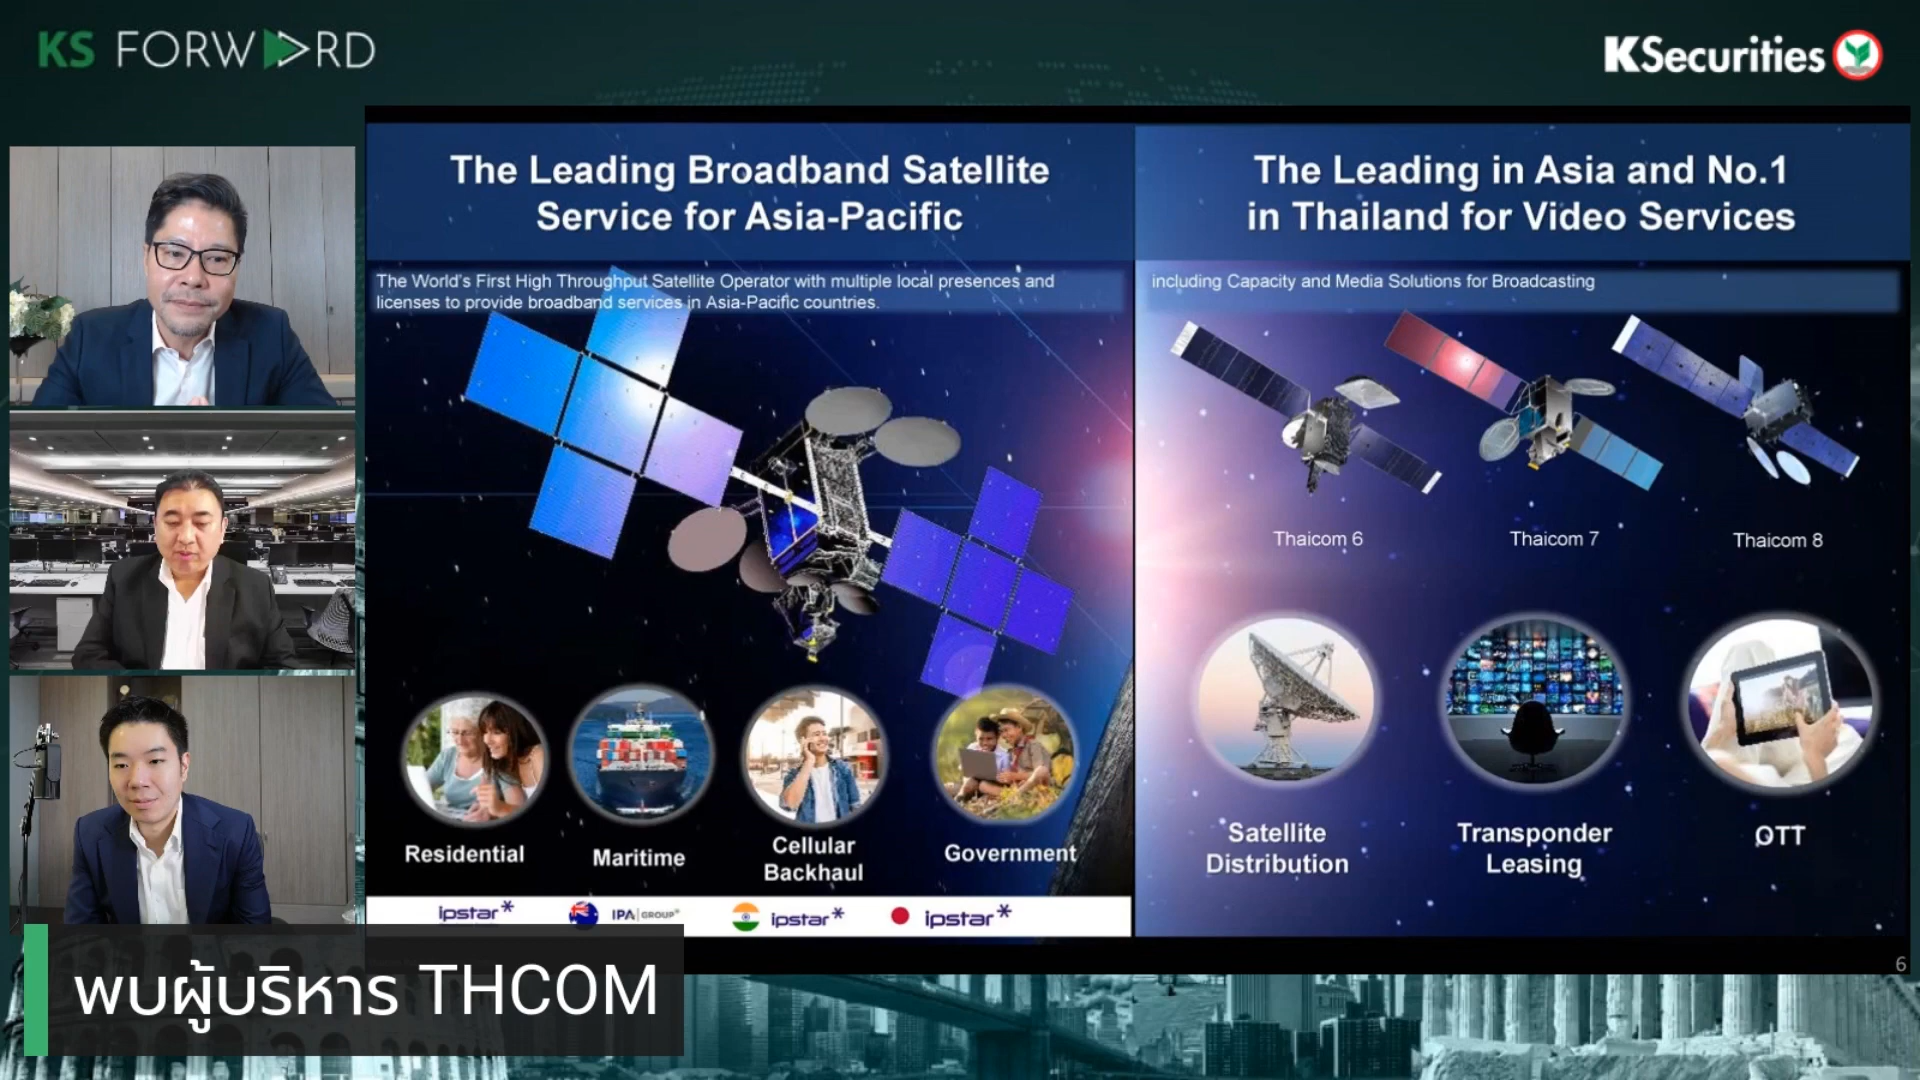 KS FORWARD
KSecurities
The Leading Broadband Satellite
Service for Asia-Pacific
The World's First High Throughput Satellite Operator with multiple local presences and
licenses to provide broadband services in Asia-Pacific countries.
Residential
Maritime
Cellular
Backhaul
Government
ipstar*
IPA GROUP*
ipstar*
ipstar*
The Leading in Asia and No.1
in Thailand for Video Services
including Capacity and Media Solutions for Broadcasting
Thaicom 6
Thaicom 7
Thaicom 8
Satellite
Distribution
Transponder
Leasing
OTT
6
พบผู้บริหาร THCOM